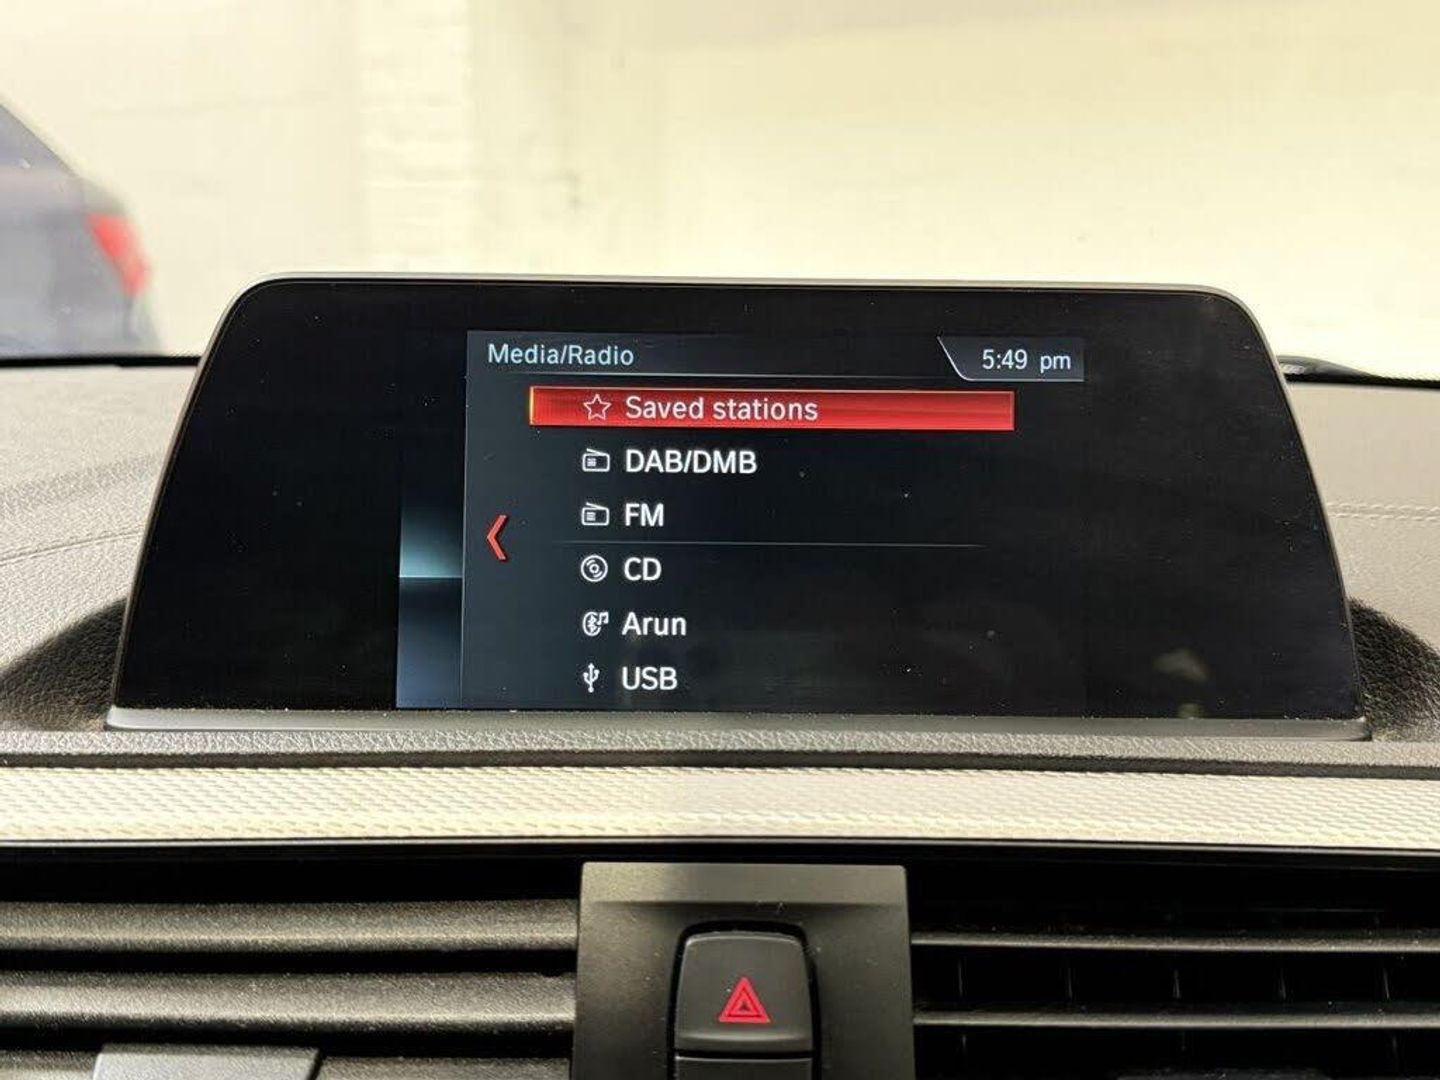 Media/Radio
5:49 pm
Saved stations
DAB/DMB
FM
CD
Arun
USB